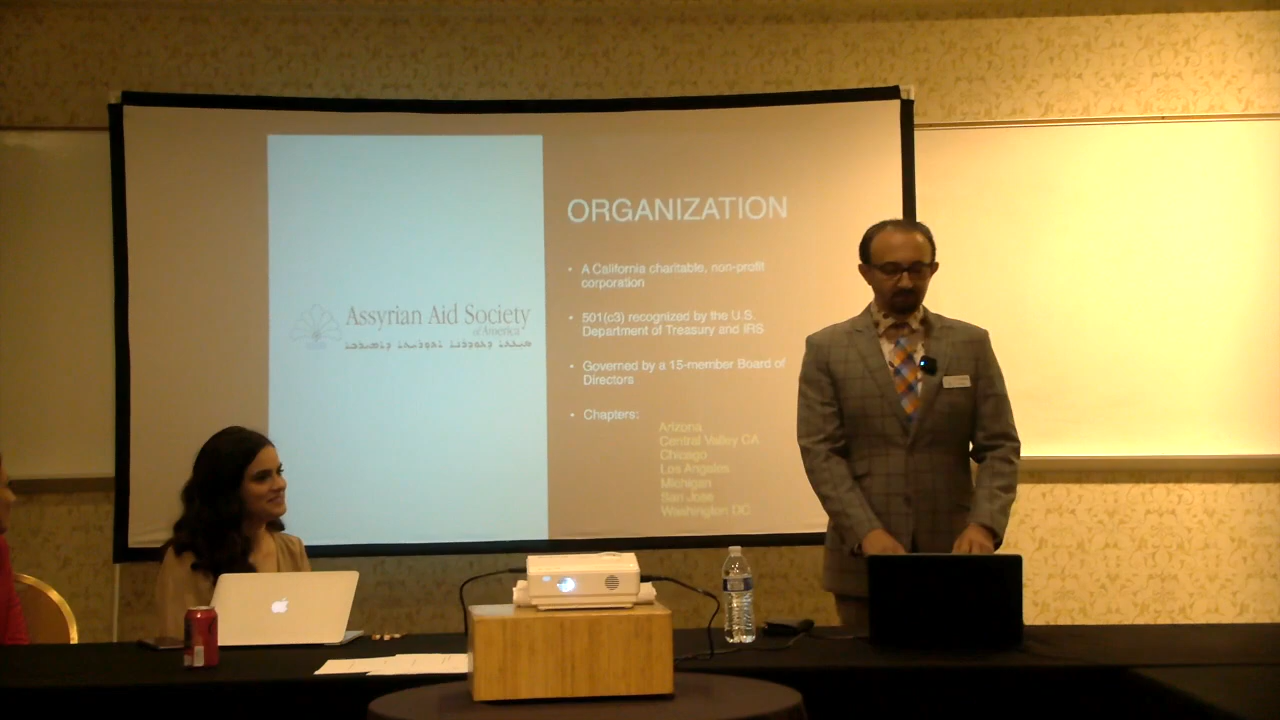 Assyrian Aid Society
of America
ORGANIZATION
• A California charitable, non-profit
corporation
• 501(c3) recognized by the U.S.
Department of Treasury and IRS
• Governed by a 15-member Board of
Directors
• Chapters:
Arizona
Central Valley CA
Chicago
Los Angeles
Michigan
San Jose
Washington DC